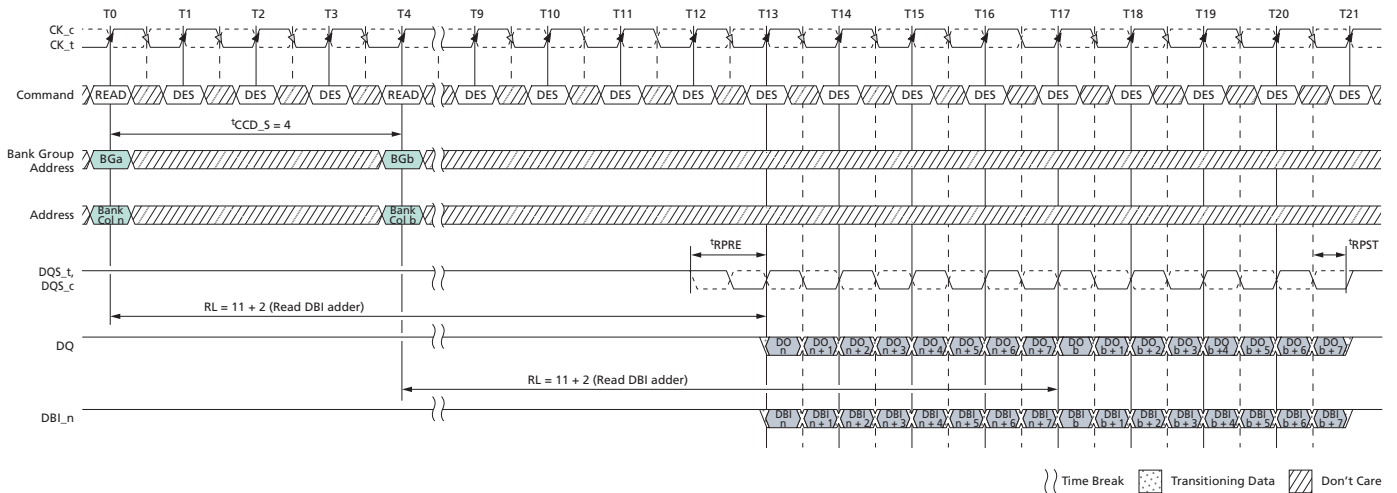 T0 T1 T2 T3 T4 T9 T10 T11 T12 T13 T14 T15 T16 T17 T18 T19 T20 T21
CK_c
CK_t
Command READ DES DES DES READ DES DES DES DES DES DES DES DES DES DES DES DES DES
tCCD_S = 4
Bank Group
Address
BGa BGb
Address
Bank
Col n
Bank
Col b
tRPRE tRPST
DQS_t,
DQS_c
RL = 11 + 2 (Read DBI adder)
DQ
DO
n
DO
n + 1
DO
n + 2
DO
n + 3
DO
n + 4
DO
n + 5
DO
n + 6
DO
n + 7
DO
b
DO
b + 1
DO
b + 2
DO
b + 3
DO
b +4
DO
b + 5
DO
b + 6
DO
b + 7
RL = 11 + 2 (Read DBI adder)
DBI_n
DBI
n
DBI
n + 1
DBI
n + 2
DBI
n + 3
DBI
n + 4
DBI
n + 5
DBI
n + 6
DBI
n + 7
DBI
b
DBI
b + 1
DBI
b + 2
DBI
b + 3
DBI
b + 4
DBI
b + 5
DBI
b + 6
DBI
b + 7
Time Break Transitioning Data Don't Care